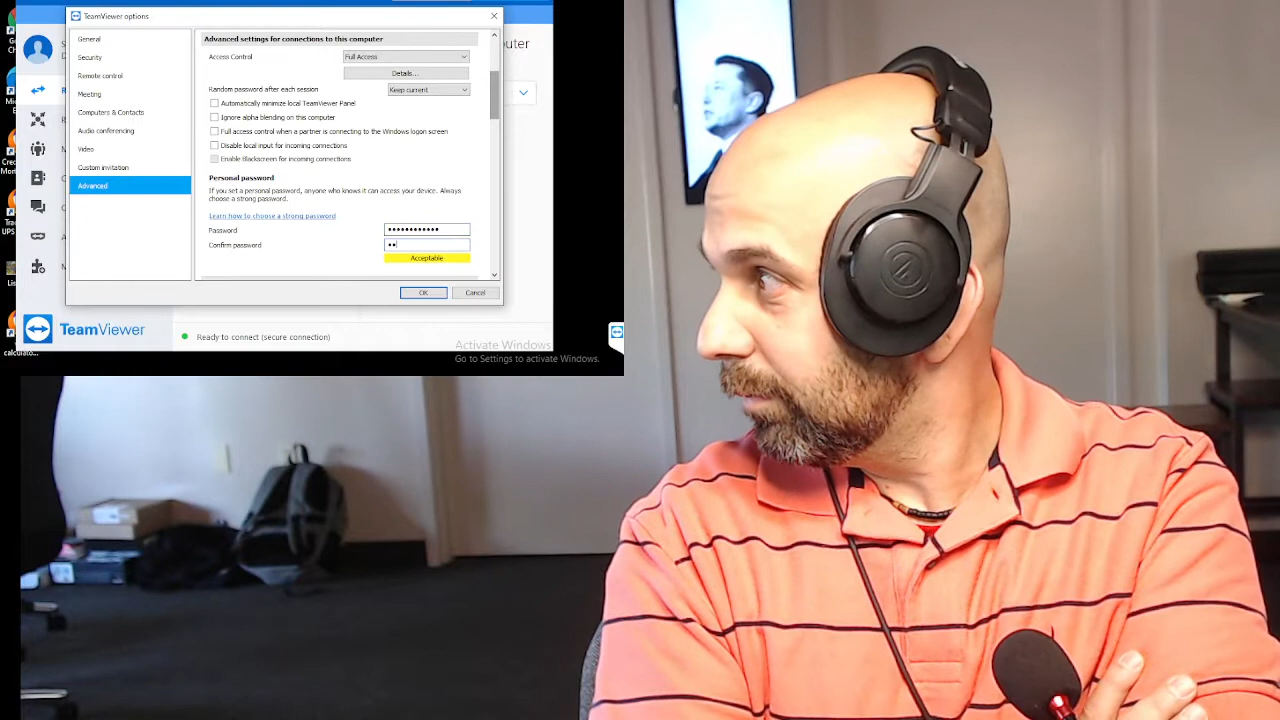 TeamViewer options
General
Security
Remote control
Meeting
Computers & Contacts
Audio conferencing
Video
Custom invitation
Advanced
Advanced settings for connections to this computer
Access Control Full Access
Details...
Random password after each session Keep current
Automatically minimize local TeamViewer Panel
Ignore alpha blending on this computer
Full access control when a partner is connecting to the Windows logon screen
Disable local input for incoming connections
Enable Blackscreen for incoming connections
Personal password
If you set a personal password, anyone who knows it can access your device. Always
choose a strong password.
Learn how to choose a strong password
Password
Confirm password
Acceptable
OK Cancel
TeamViewer
Ready to connect (secure connection)
Activate Windows
Go to Settings to activate Windows.